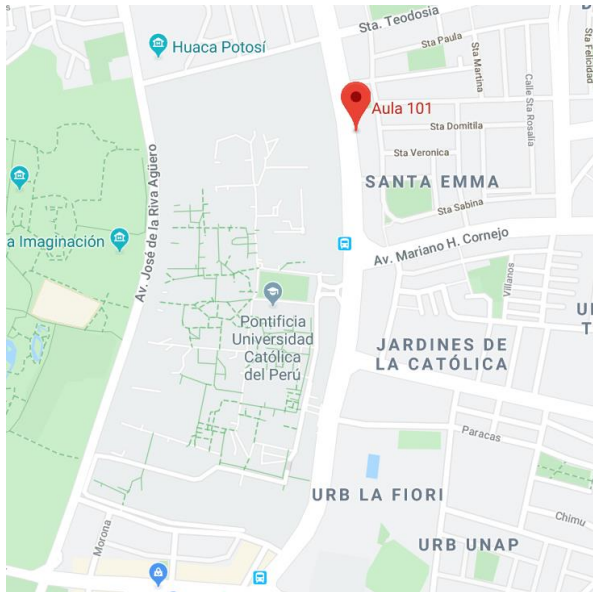 Sta. Teodosia
Huaca Potosí
Sta Paula
Sta Martina
Sta Felicidad
Calle Sta Rosalia
Aula 101
Sta Domitila
Sta Veronica
SANTA EMMA
Sta Sabina
Av. José de la Riva Agüero
a Imaginación
Av. Mariano H. Cornejo
Villanos
Pontificia
Universidad
Católica
del Perú
JARDINES DE
LA CATÓLICA
Paracas
URB LA FIORI
Chimu
Morona
URB UNAP